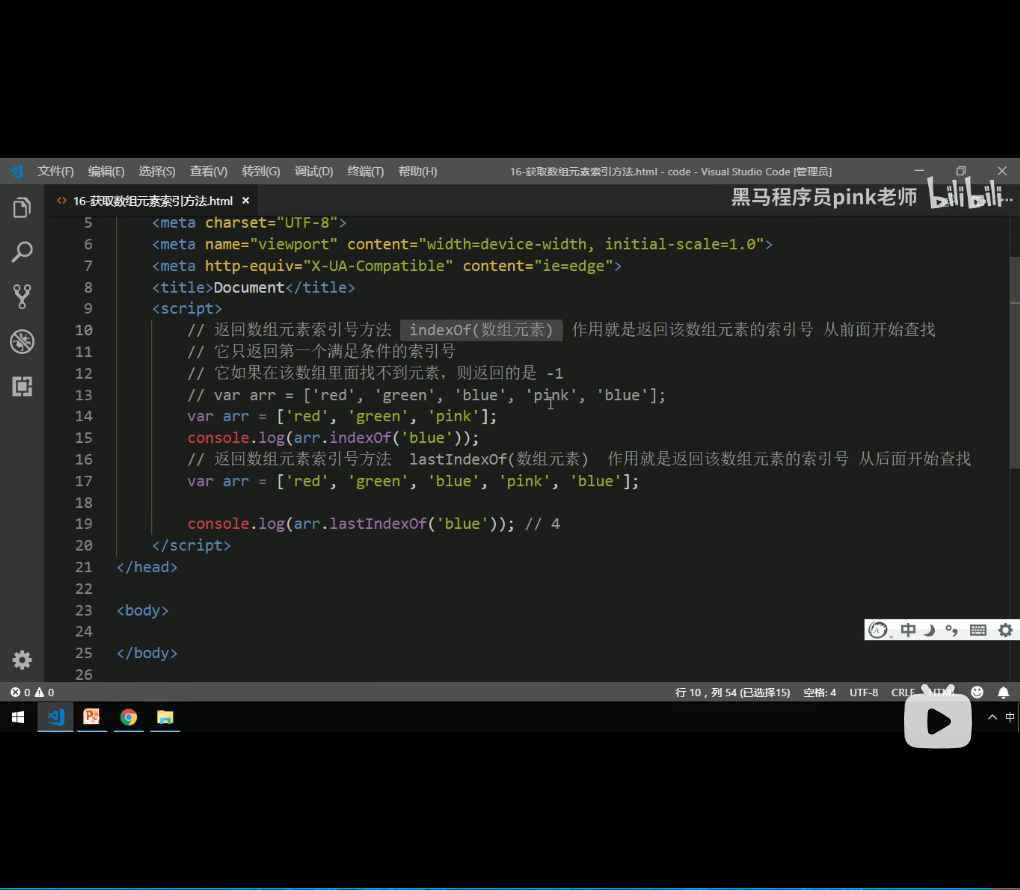 文件(F) 编辑(E) 选择(S) 查看(V) 转到(G) 调试(D) 终端(T) 帮助(H) 16-获取数组元素索引方法.html - code - Visual Studio Code [管理员]
16-获取数组元素索引方法.html ×
黑马程序员pink老师 bilibili
5 <meta charset="UTF-8">
6 <meta name="viewport" content="width=device-width, initial-scale=1.0">
7 <meta http-equiv="X-UA-Compatible" content="ie=edge">
8 <title>Document</title>
9 <script>
10 // 返回数组元素索引号方法 indexOf(数组元素) 作用就是返回该数组元素的索引号 从前面开始查找
11 // 它只返回第一个满足条件的索引号
12 // 它如果在该数组里面找不到元素，则返回的是 -1
13 // var arr = ['red', 'green', 'blue', 'pink', 'blue'];
14 var arr = ['red', 'green', 'pink'];
15 console.log(arr.indexOf('blue'));
16 // 返回数组元素索引号方法 lastIndexOf(数组元素) 作用就是返回该数组元素的索引号 从后面开始查找
17 var arr = ['red', 'green', 'blue', 'pink', 'blue'];
18
19 console.log(arr.lastIndexOf('blue')); // 4
20 </script>
21 </head>
22
23 <body>
24
25 </body>
26
中
0 0 行 10，列 54 (已选择15) 空格: 4 UTF-8 CRLF HTML
中